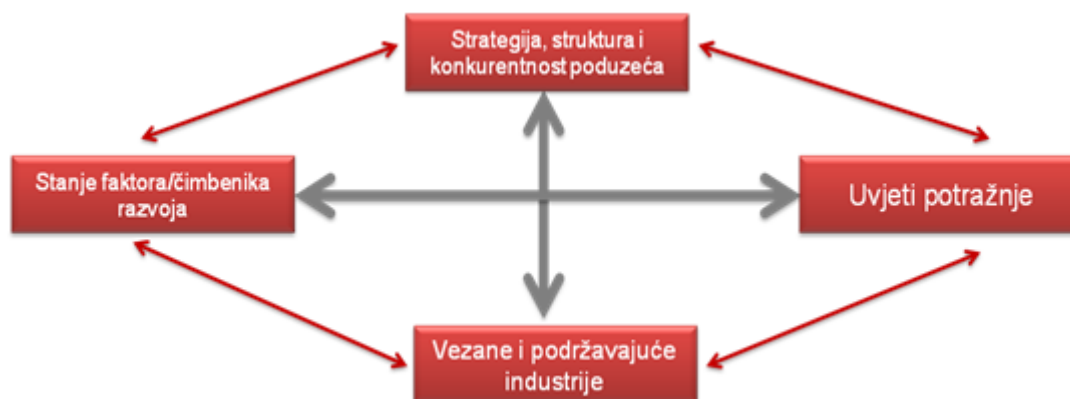 Strategija, struktura i
konkurentnost poduzeća
Stanje faktora/čimbenika
razvoja
Uvjeti potražnje
Vezane i podržavajuće
industrije